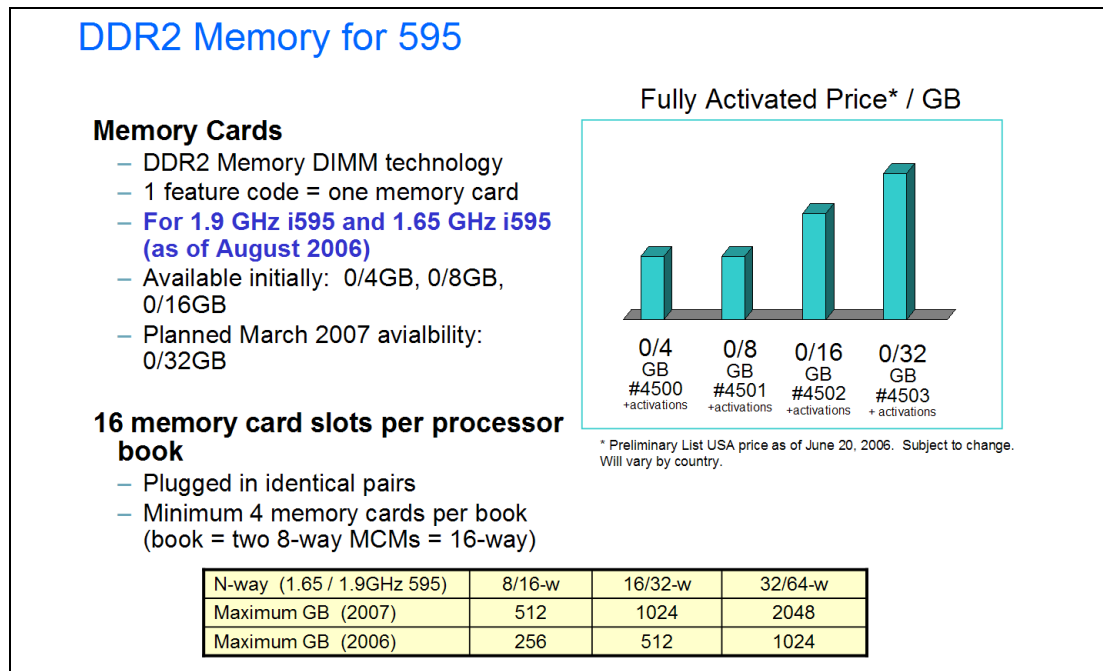 DDR2 Memory for 595
Memory Cards
– DDR2 Memory DIMM technology
– 1 feature code = one memory card
– For 1.9 GHz i595 and 1.65 GHz i595
(as of August 2006)
– Available initially: 0/4GB, 0/8GB,
0/16GB
– Planned March 2007 avialbility:
0/32GB
16 memory card slots per processor
book
– Plugged in identical pairs
– Minimum 4 memory cards per book
(book = two 8-way MCMs = 16-way)
Fully Activated Price* / GB
0/4 GB #4500 +activations
0/8 GB #4501 +activations
0/16 GB #4502 +activations
0/32 GB #4503 + activations
* Preliminary List USA price as of June 20, 2006. Subject to change.
Will vary by country.
N-way (1.65 / 1.9GHz 595) 8/16-w 16/32-w 32/64-w
Maximum GB (2007) 512 1024 2048
Maximum GB (2006) 256 512 1024